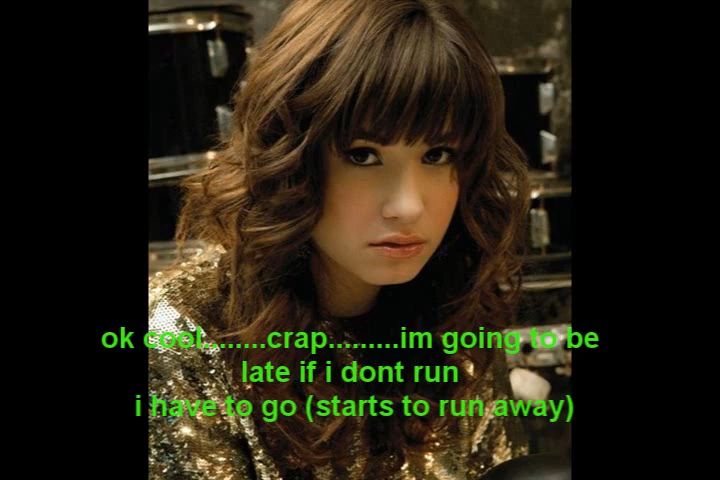 ok cool........crap.........im going to be
late if i dont run
i have to go (starts to run away)